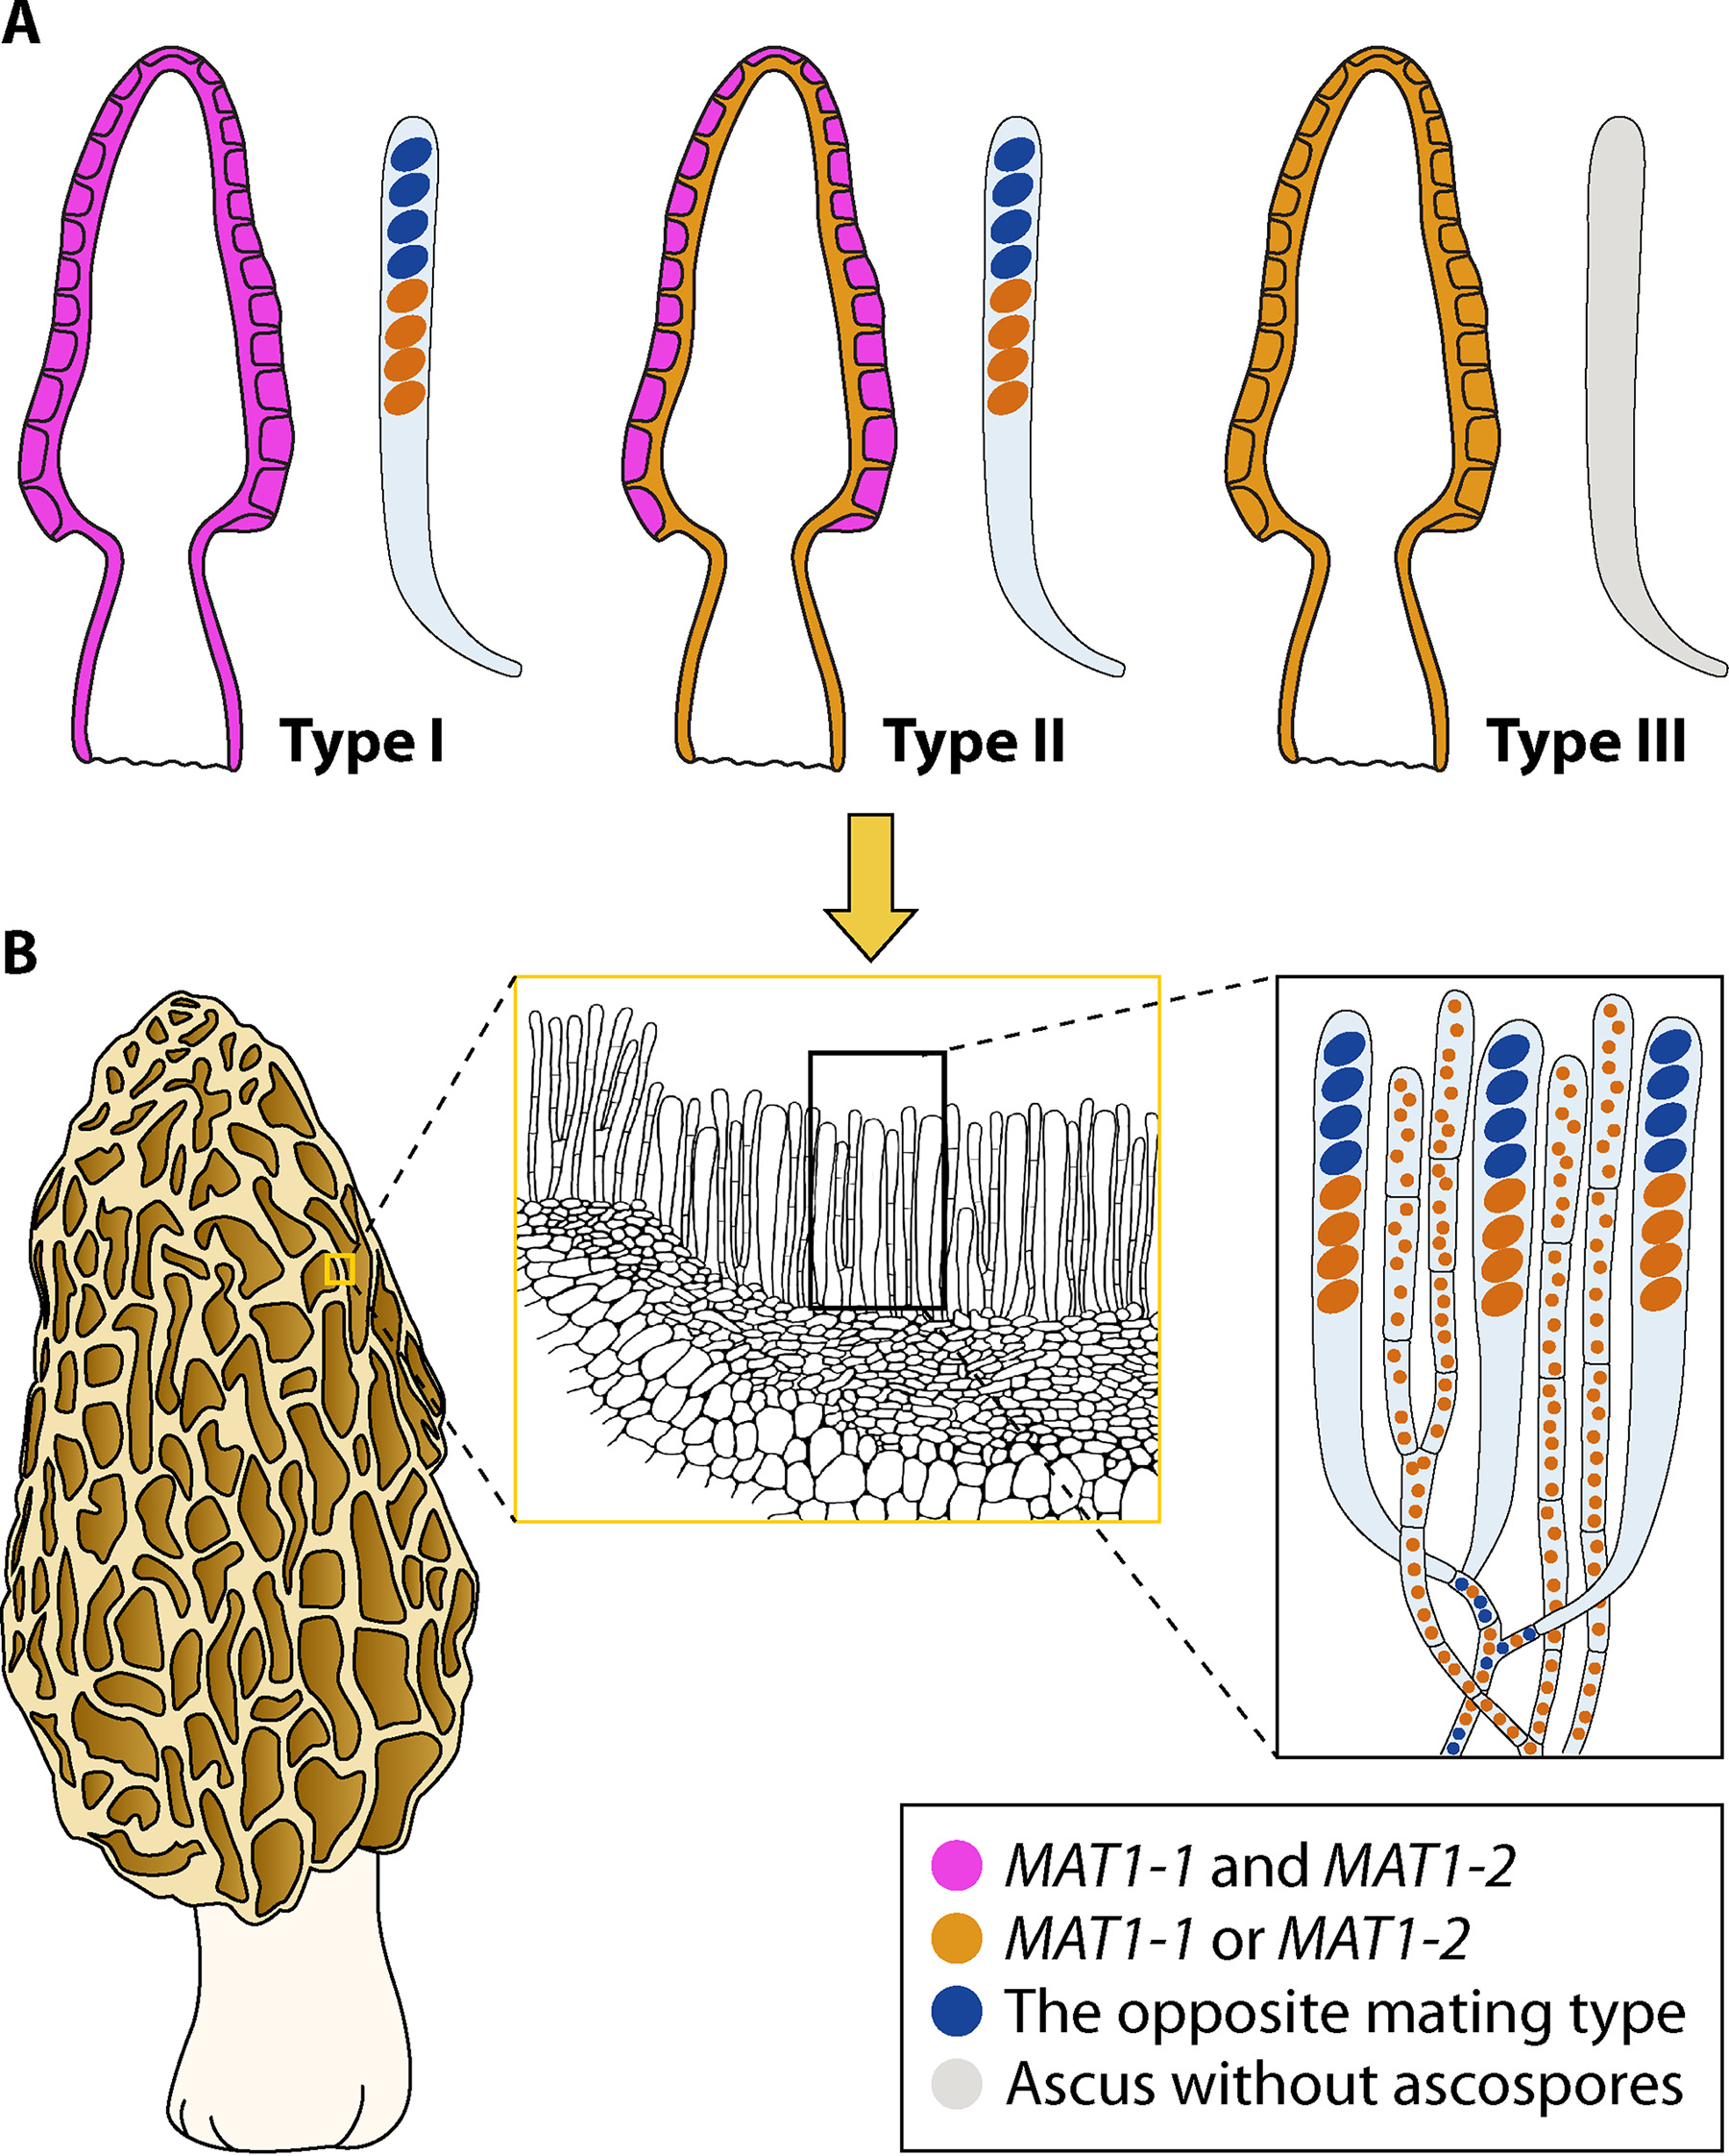 A
Type I
Type II
Type III
B
MAT1-1 and MAT1-2
MAT1-1 or MAT1-2
The opposite mating type
Ascus without ascospores